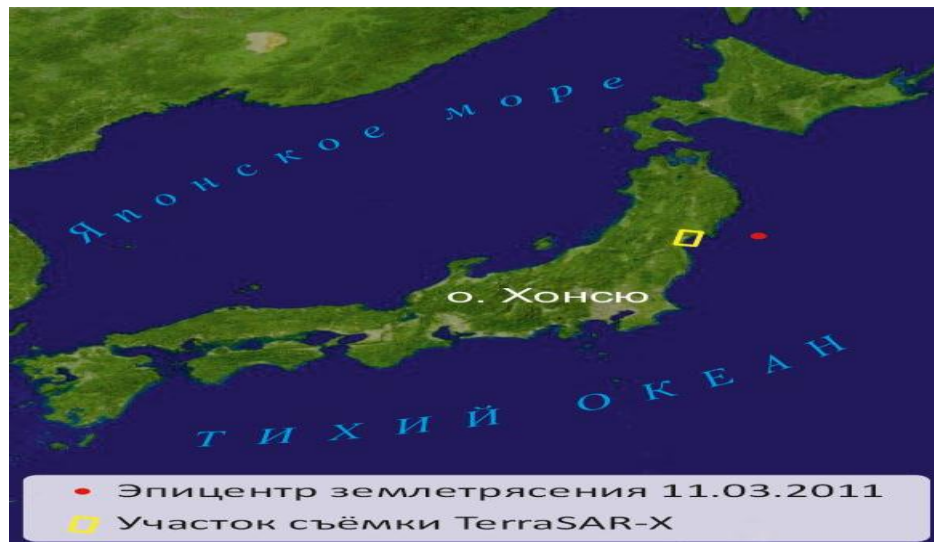 Японское море
о. Хонсю
ТИХИЙ ОКЕАН
Эпицентр землетрясения 11.03.2011
Участок съёмки TerraSAR-X